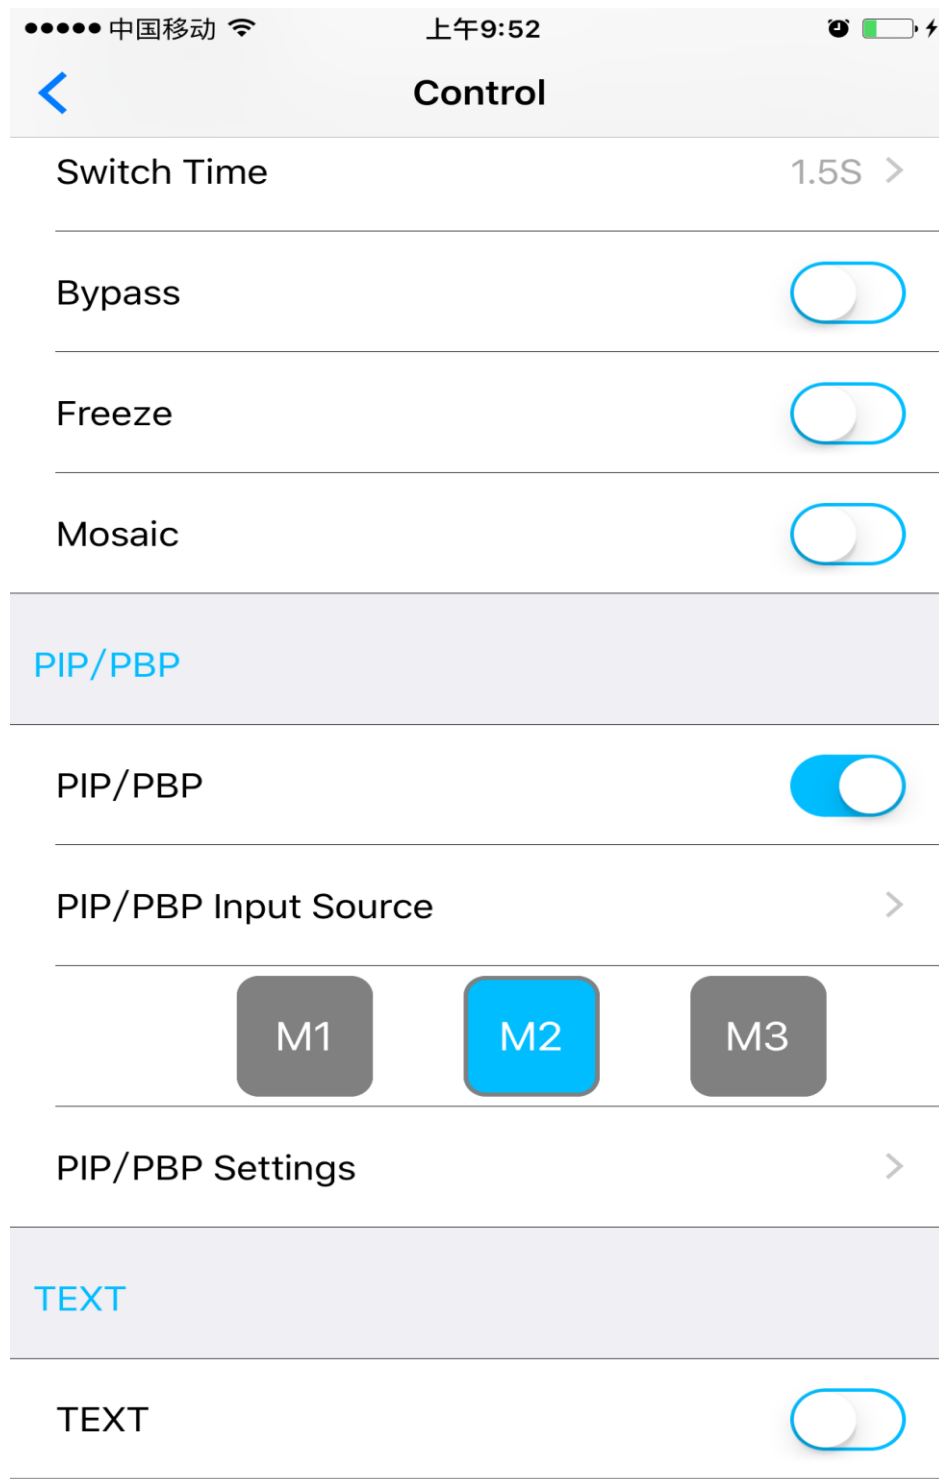 中国移动 上午9:52
Control
Switch Time 1.5S
Bypass
Freeze
Mosaic
PIP/PBP
PIP/PBP
PIP/PBP Input Source
M1 M2 M3
PIP/PBP Settings
TEXT
TEXT